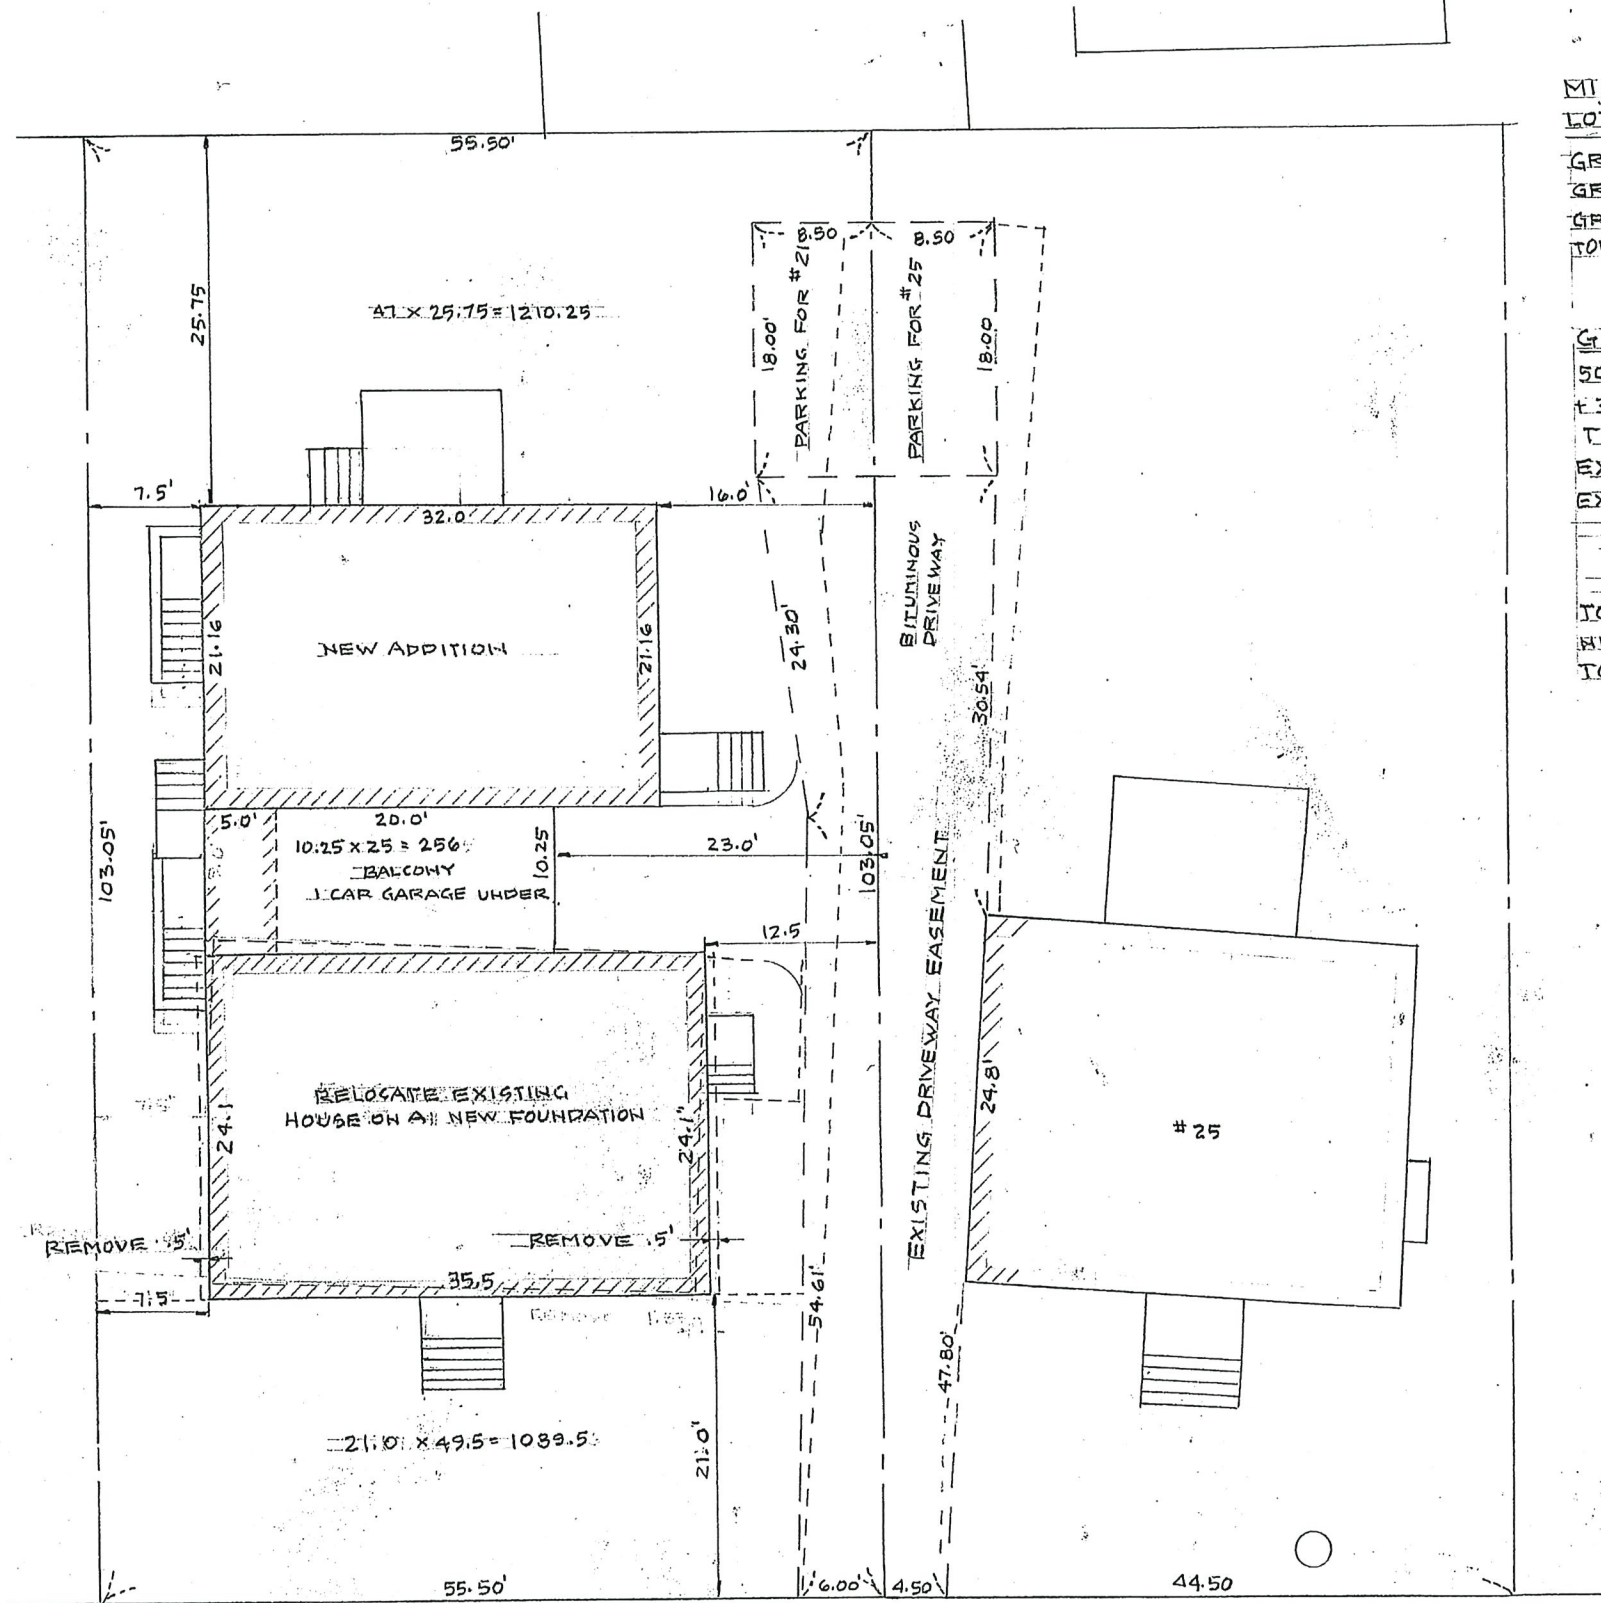 55.50'
25.75
47 × 25.75 = 1210.25
8.50
8.50
18.00'
PARKING FOR #21
PARKING FOR #25
18.00
7.5'
32.0
16.0'
21.16
NEW ADDITION
21.16
24.30'
BITUMINOUS
DRIVEWAY
30.54'
103.05'
5.0'
20.0'
10.25 × 25 = 256
BALCONY
1 CAR GARAGE UNDER
10.25
23.0'
103.05'
12.5
EXISTING DRIVEWAY EASEMENT
RELOCATE EXISTING
HOUSE ON A NEW FOUNDATION
24.1
24.1"
24.8'
#25
REMOVE .5'
REMOVE .5'
35.5
7.5
54.61'
47.80'
21.0 × 49.5 = 1039.5
21.0'
55.50'
6.00'
4.50
44.50